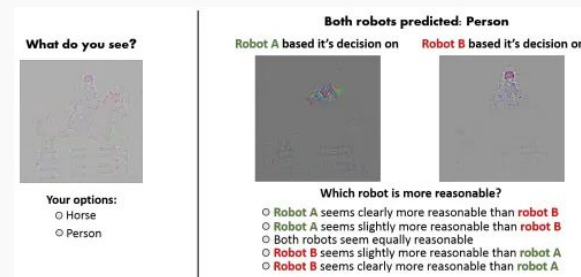 What do you see?
Your options:
Horse
Person
Both robots predicted: Person
Robot A based it's decision on
Robot B based it's decision on
Which robot is more reasonable?
Robot A seems clearly more reasonable than robot B
Robot A seems slightly more reasonable than robot B
Both robots seem equally reasonable
Robot B seems slightly more reasonable than robot A
Robot B seems clearly more reasonable than robot A